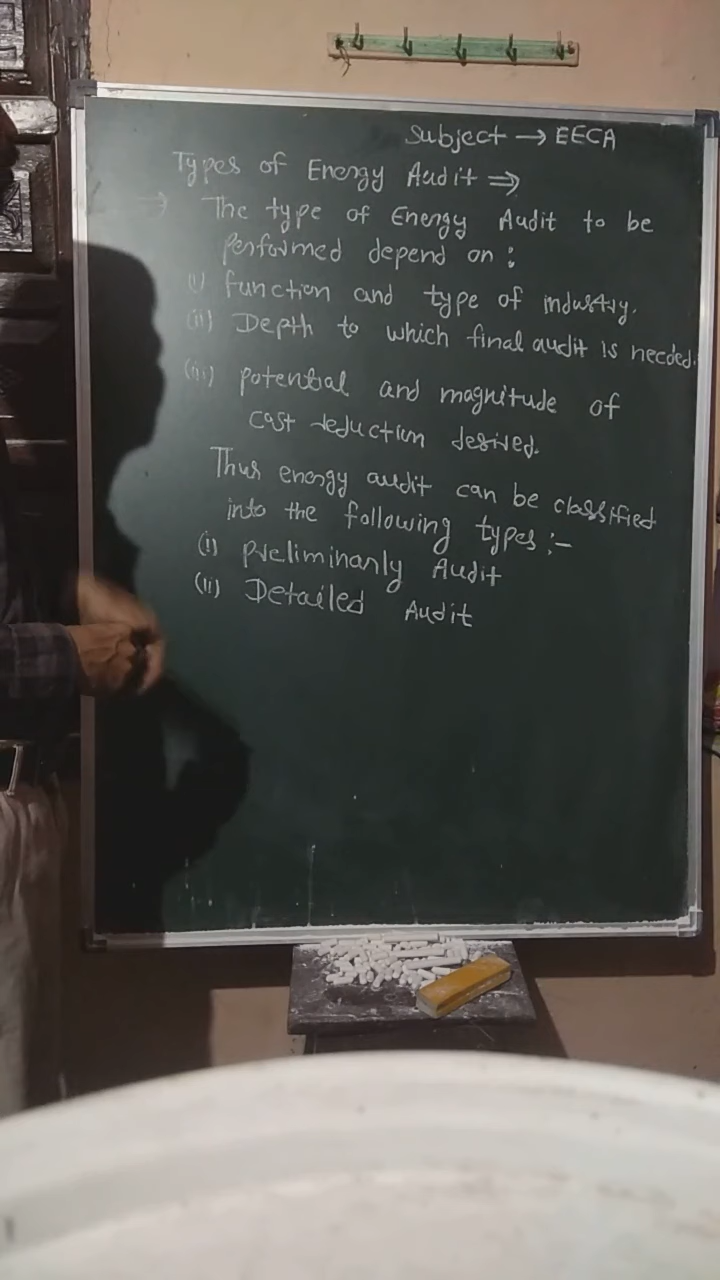 Subject → EECA
Types of Energy Audit ⇒
⇒ The type of Energy Audit to be
performed depend on :
(i) function and type of industry.
(ii) Depth to which final audit is needed.
(iii) potential and magnitude of
cost reduction desired.
Thus energy audit can be classified
into the following types :-
(i) Preliminarly Audit
(ii) Detailed Audit